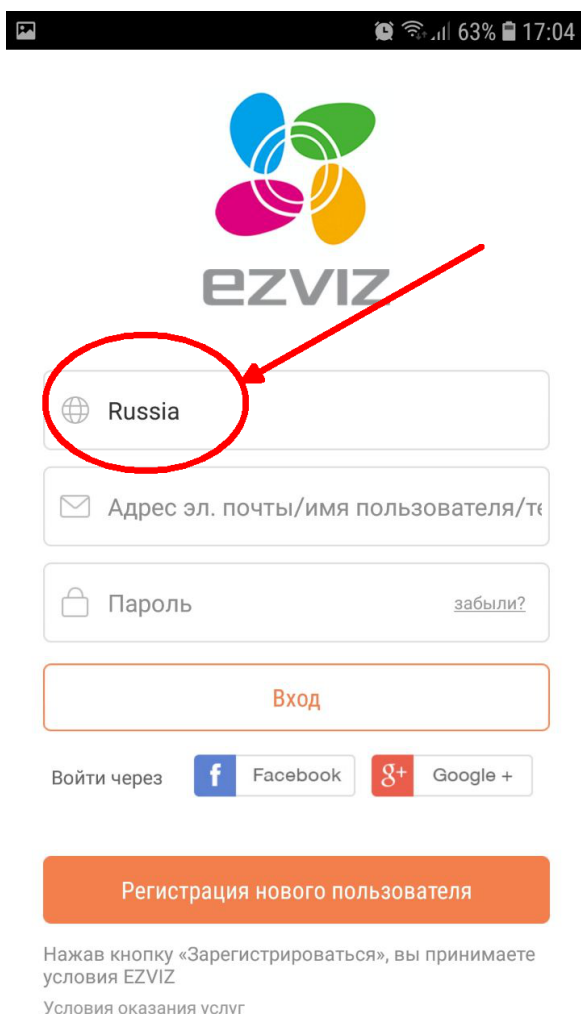 63% 17:04
ezviz
Russia
Адрес эл. почты/имя пользователя/те
Пароль забыли?
Вход
Войти через f Facebook g+ Google +
Регистрация нового пользователя
Нажав кнопку «Зарегистрироваться», вы принимаете
условия EZVIZ
Условия оказания услуг